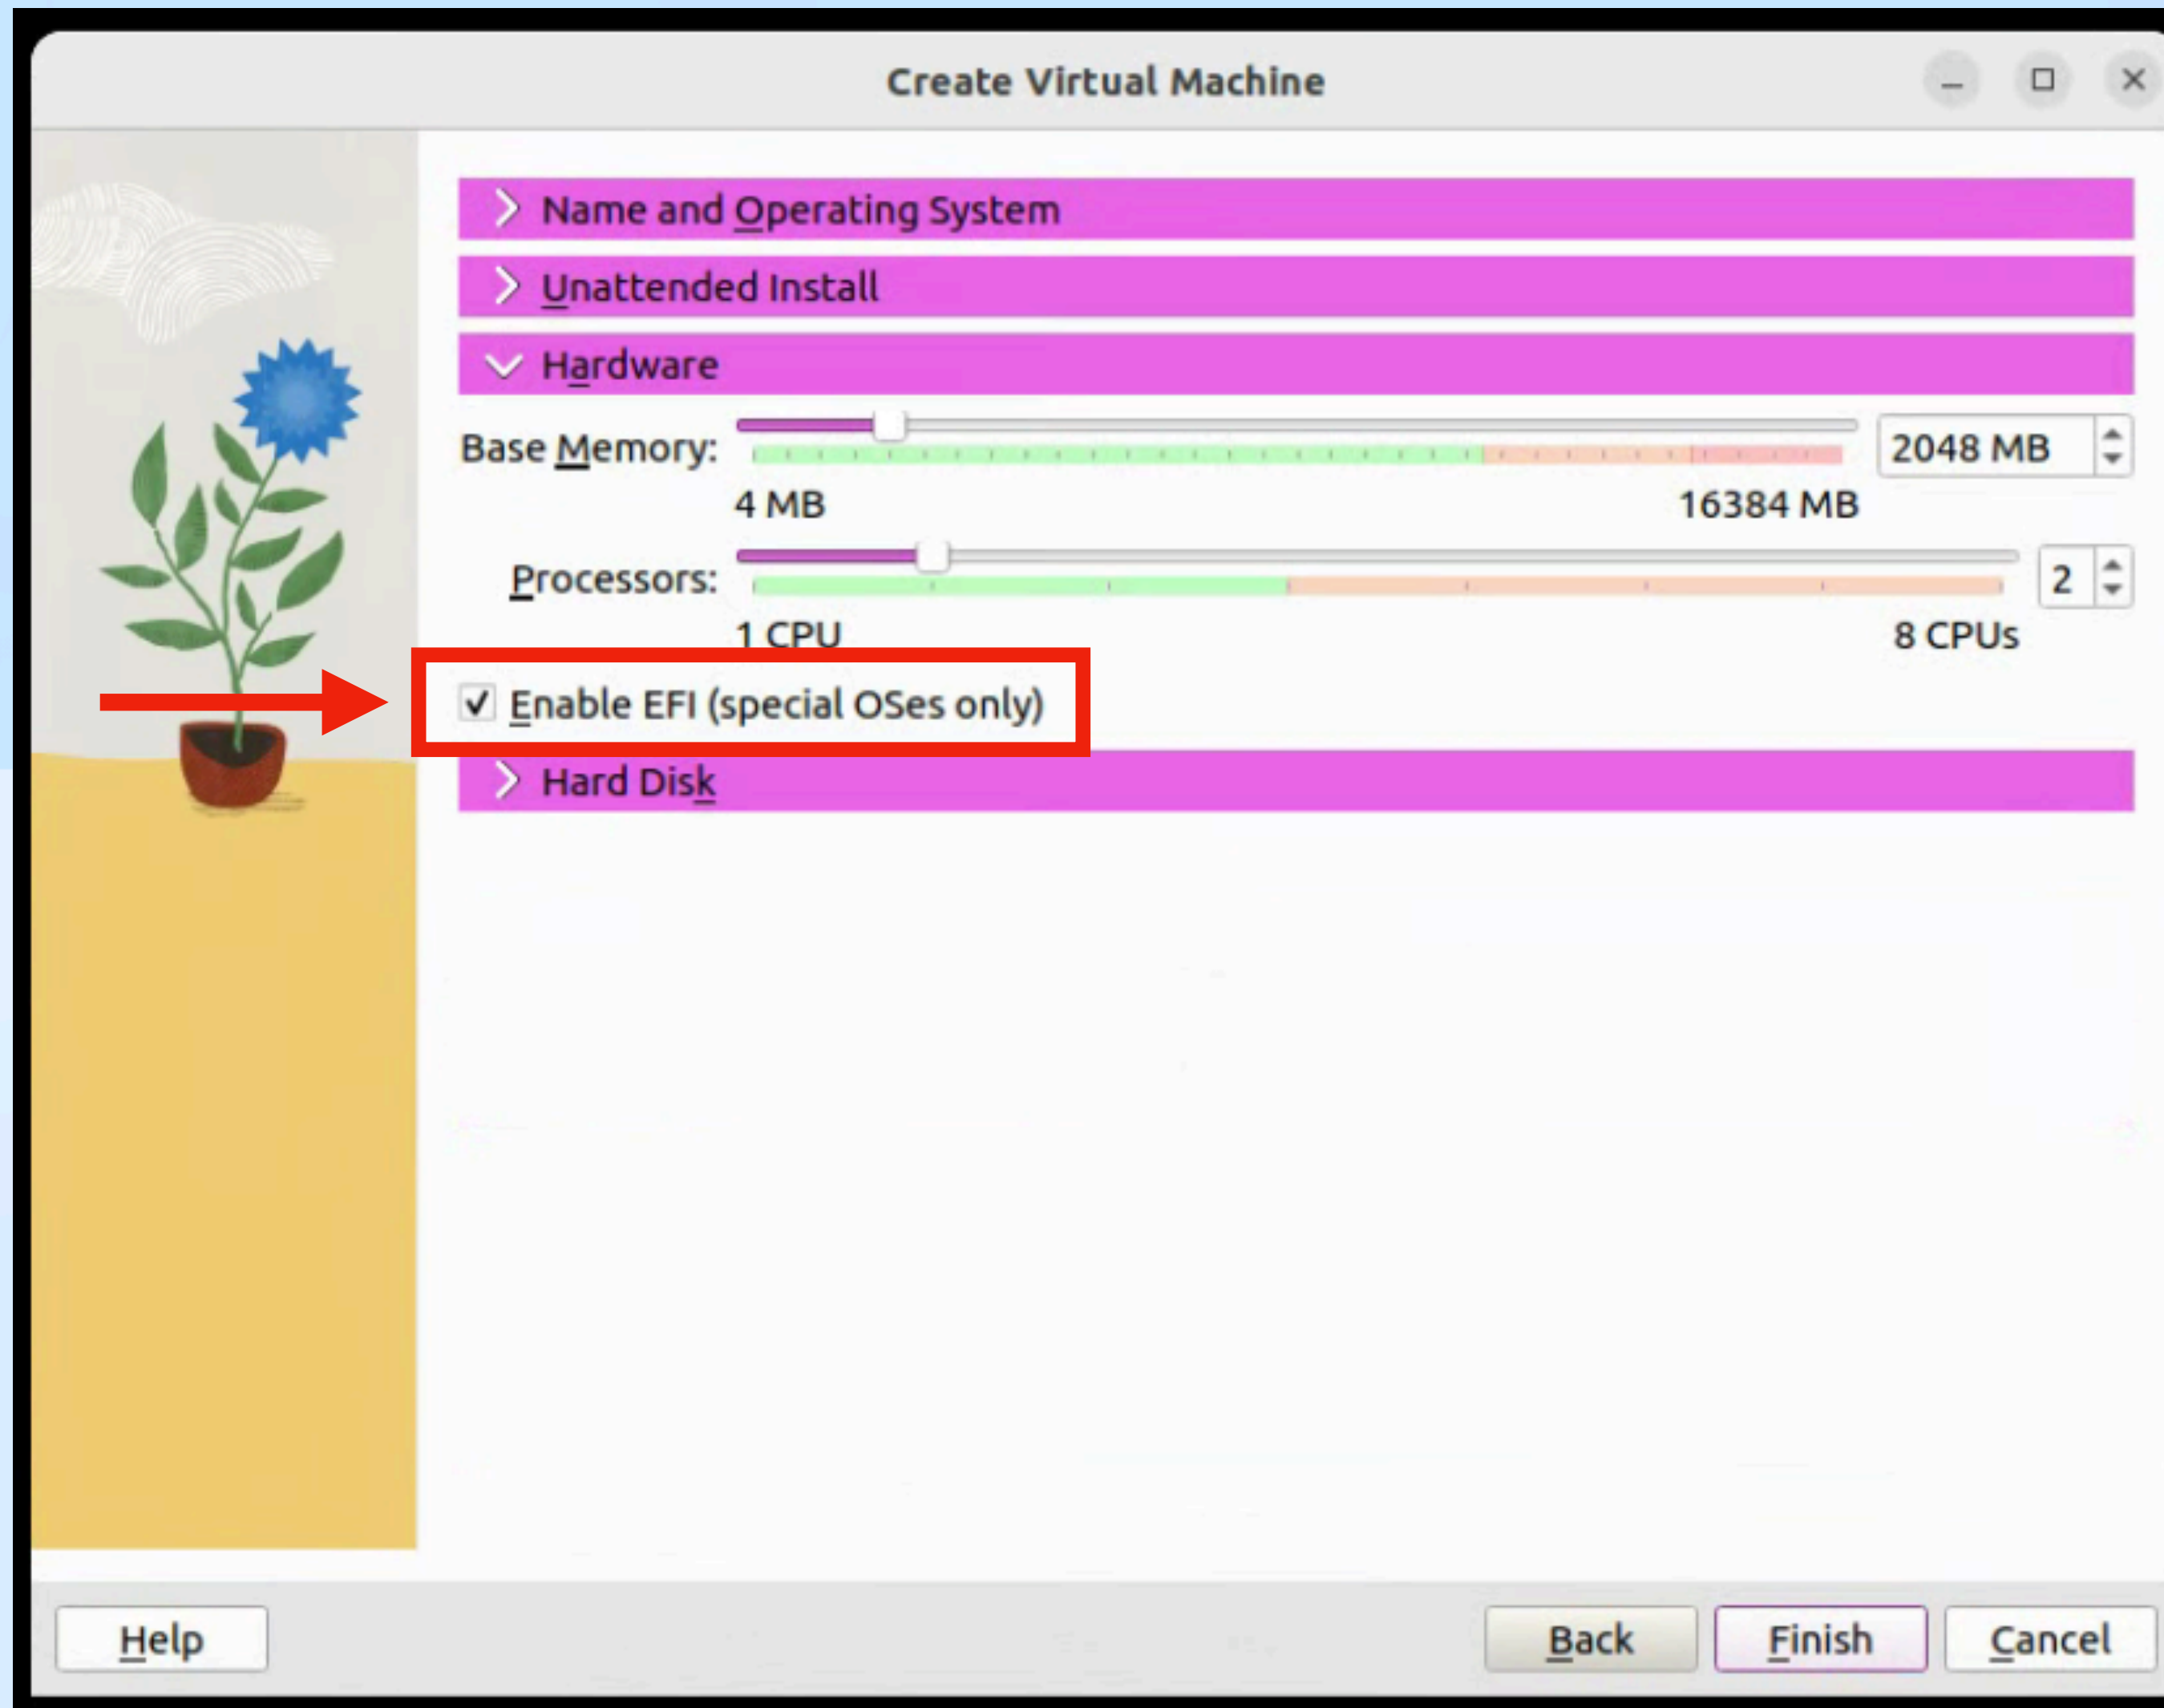 Create Virtual Machine
Name and Operating System
Unattended Install
Hardware
Base Memory: 2048 MB
4 MB 16384 MB
Processors: 2
1 CPU 8 CPUs
Enable EFI (special OSes only)
Hard Disk
Help Back Finish Cancel